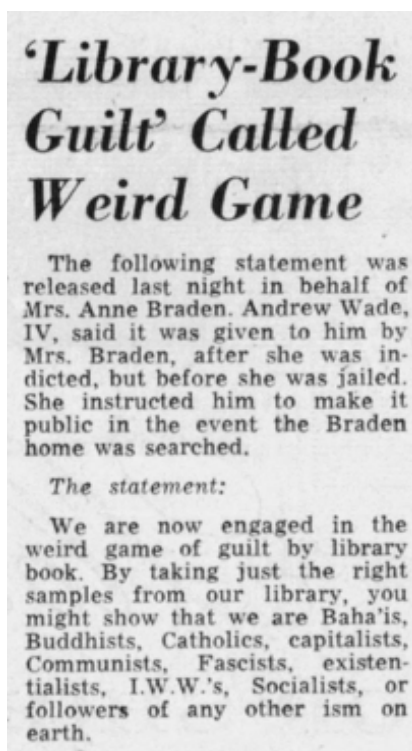 ‘Library-Book
Guilt’ Called
Weird Game
The following statement was
released last night in behalf of
Mrs. Anne Braden. Andrew Wade,
IV, said it was given to him by
Mrs. Braden, after she was in-
dicted, but before she was jailed.
She instructed him to make it
public in the event the Braden
home was searched.
The statement:
We are now engaged in the
weird game of guilt by library
book. By taking just the right
samples from our library, you
might show that we are Baha'is,
Buddhists, Catholics, capitalists,
Communists, Fascists, existen-
tialists, I.W.W.'s, Socialists, or
followers of any other ism on
earth.